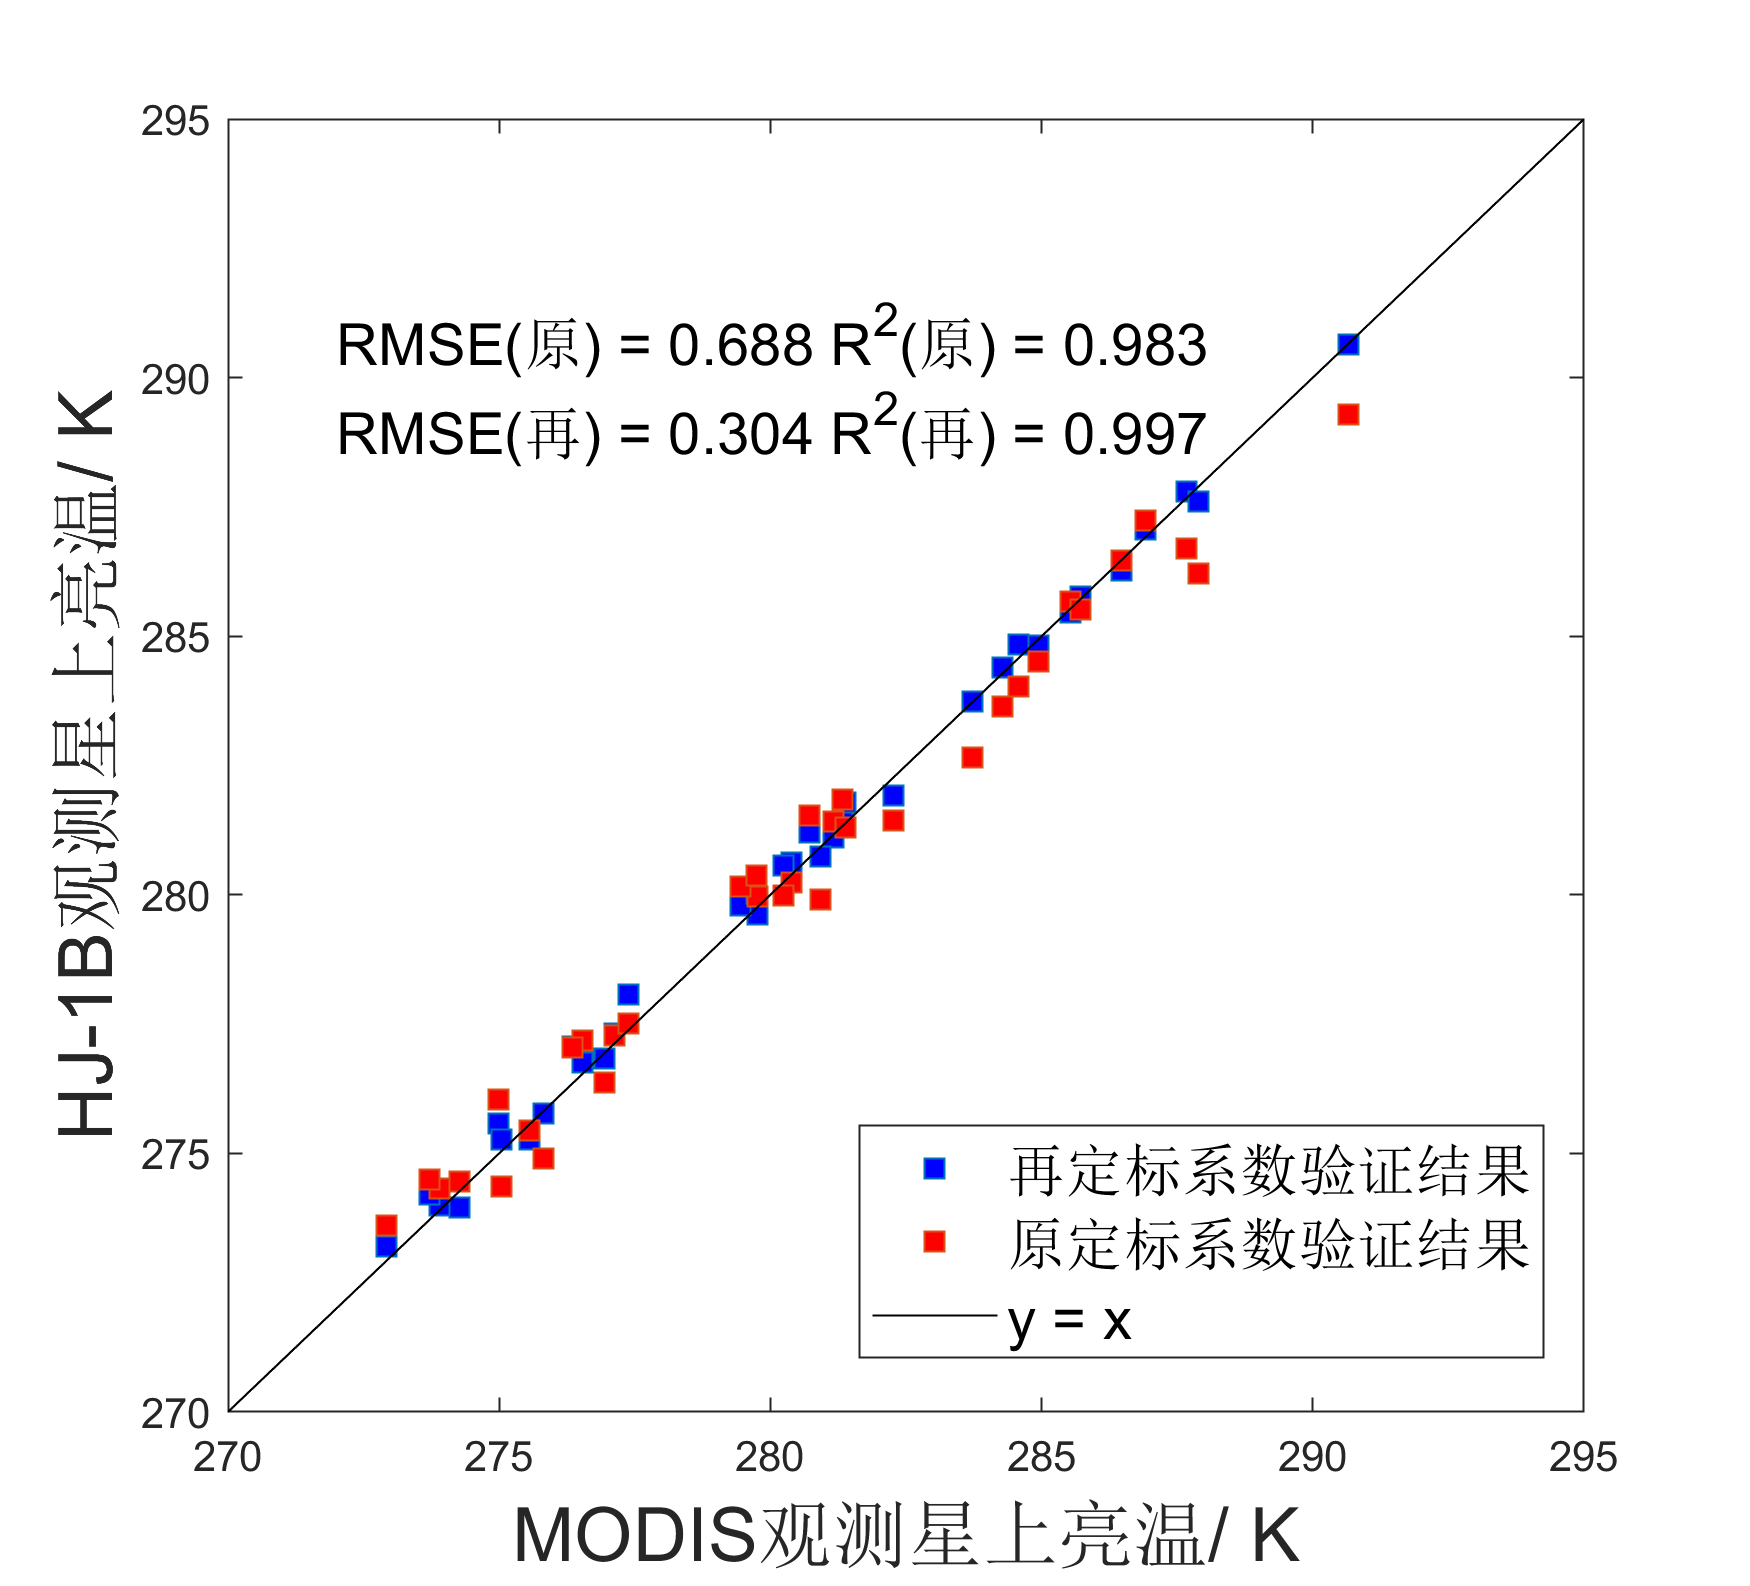 295
290
285
280
275
270
HJ-1B观测星上亮温/ K
RMSE(原) = 0.688 R²(原) = 0.983
RMSE(再) = 0.304 R²(再) = 0.997
再定标系数验证结果
原定标系数验证结果
y = x
270 275 280 285 290 295
MODIS观测星上亮温/ K